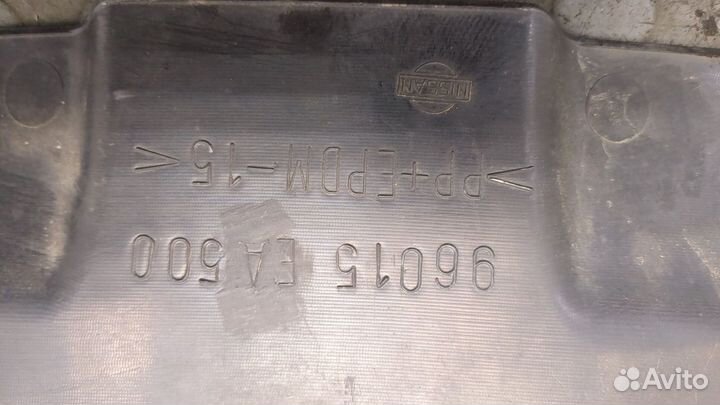 96015 EA500
<PP+EPDM-15>
NISSAN
Avito